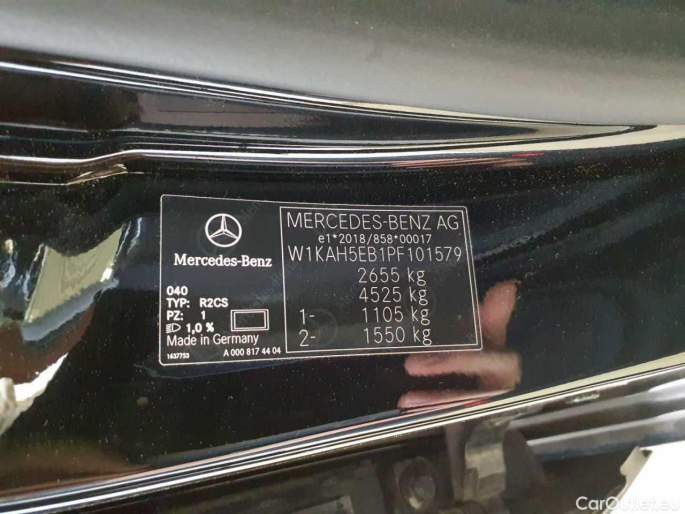 Mercedes-Benz
040
TYP: R2CS
PZ: 1
1,0 %
Made in Germany
1437753
A 000 817 44 04
MERCEDES-BENZ AG
e1*2018/858*00017
W1KAH5EB1PF101579
2655 kg
4525 kg
1- 1105 kg
2- 1550 kg
CarOutlet.eu